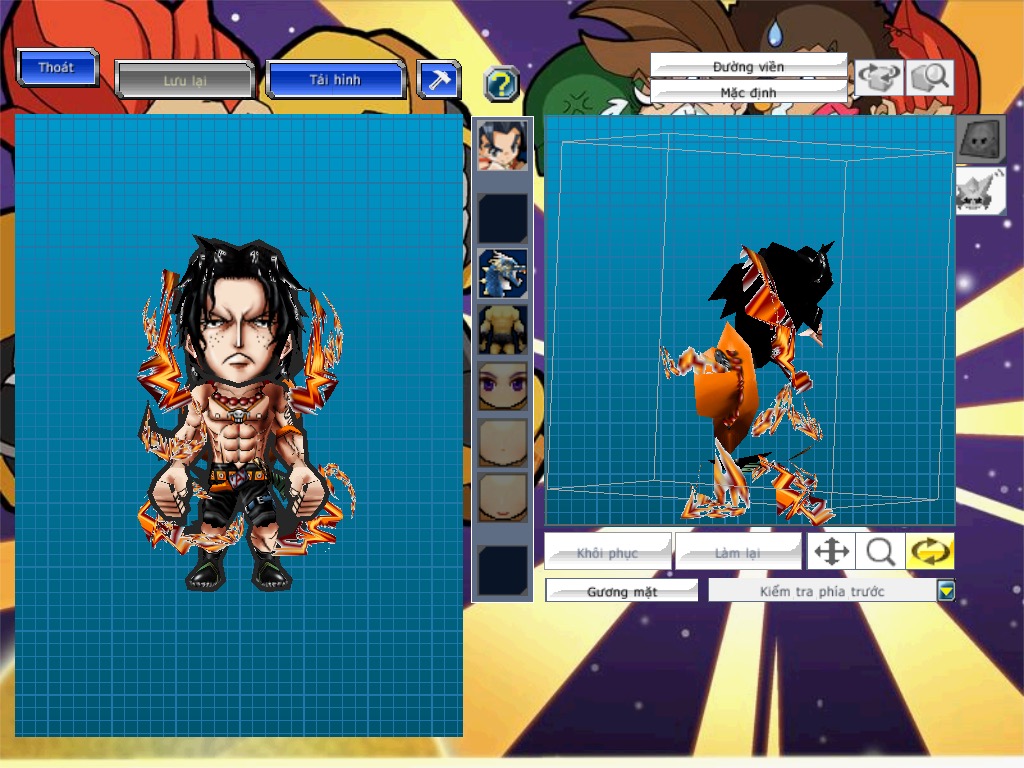 Thoát
Lưu lại
Tải hình
Đường viền
Mặc định
Khôi phục
Làm lại
Gương mặt
Kiểm tra phía trước